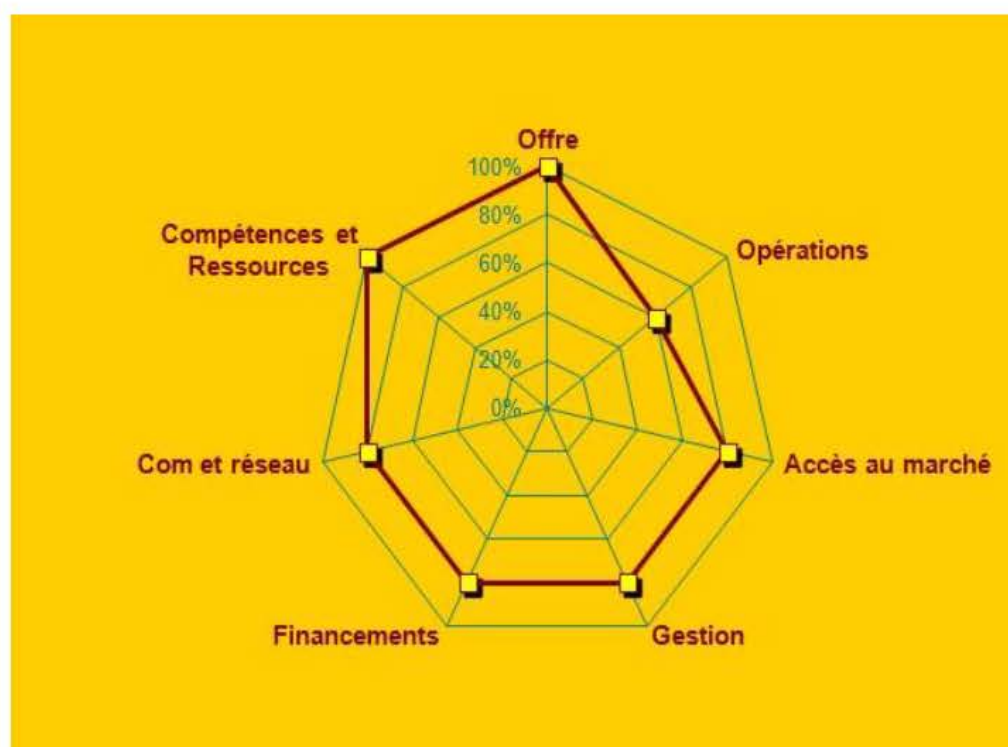 Offre
100%
80%
60%
40%
20%
0%
Opérations
Accès au marché
Gestion
Financements
Com et réseau
Compétences et
Ressources